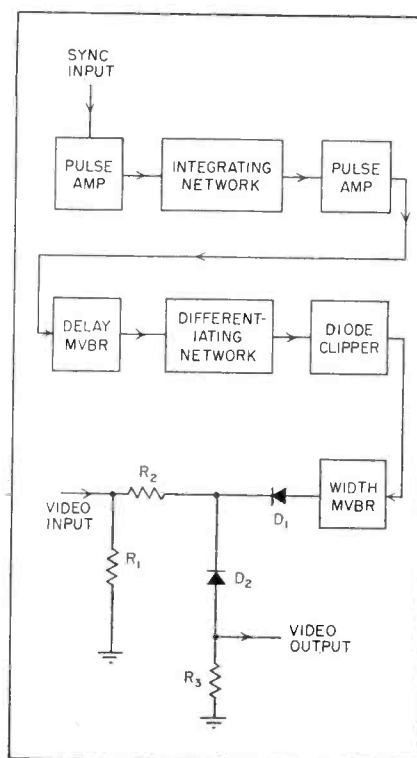 SYNC
INPUT
PULSE
AMP
INTEGRATING
NETWORK
PULSE
AMP
DELAY
MVBR
DIFFERENT-
IATING
NETWORK
DIODE
CLIPPER
VIDEO
INPUT
R2
D1
WIDTH
MVBR
R1
D2
VIDEO
OUTPUT
R3